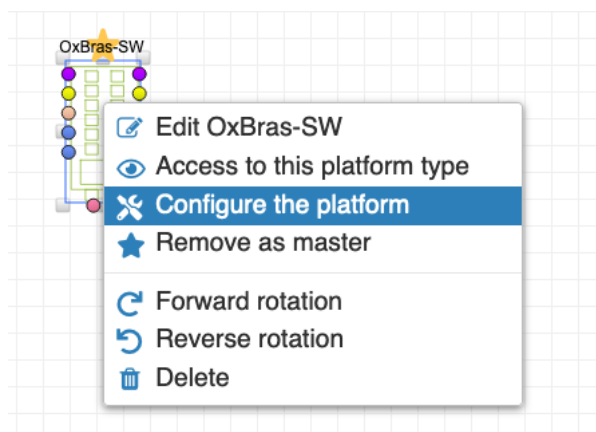 OxBras-SW
Edit OxBras-SW
Access to this platform type
Configure the platform
Remove as master
Forward rotation
Reverse rotation
Delete